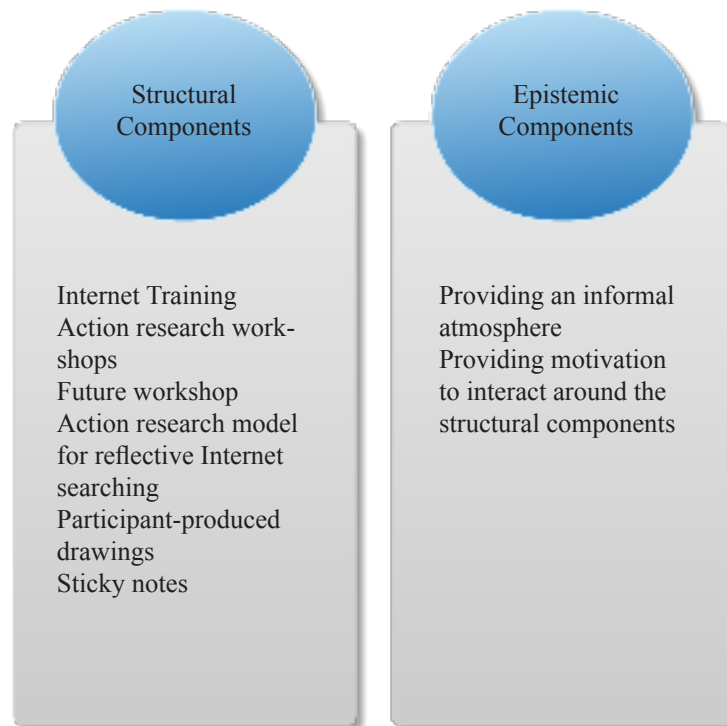 Structural
Components
Internet Training
Action research work-
shops
Future workshop
Action research model
for reflective Internet
searching
Participant-produced
drawings
Sticky notes
Epistemic
Components
Providing an informal
atmosphere
Providing motivation
to interact around the
structural components